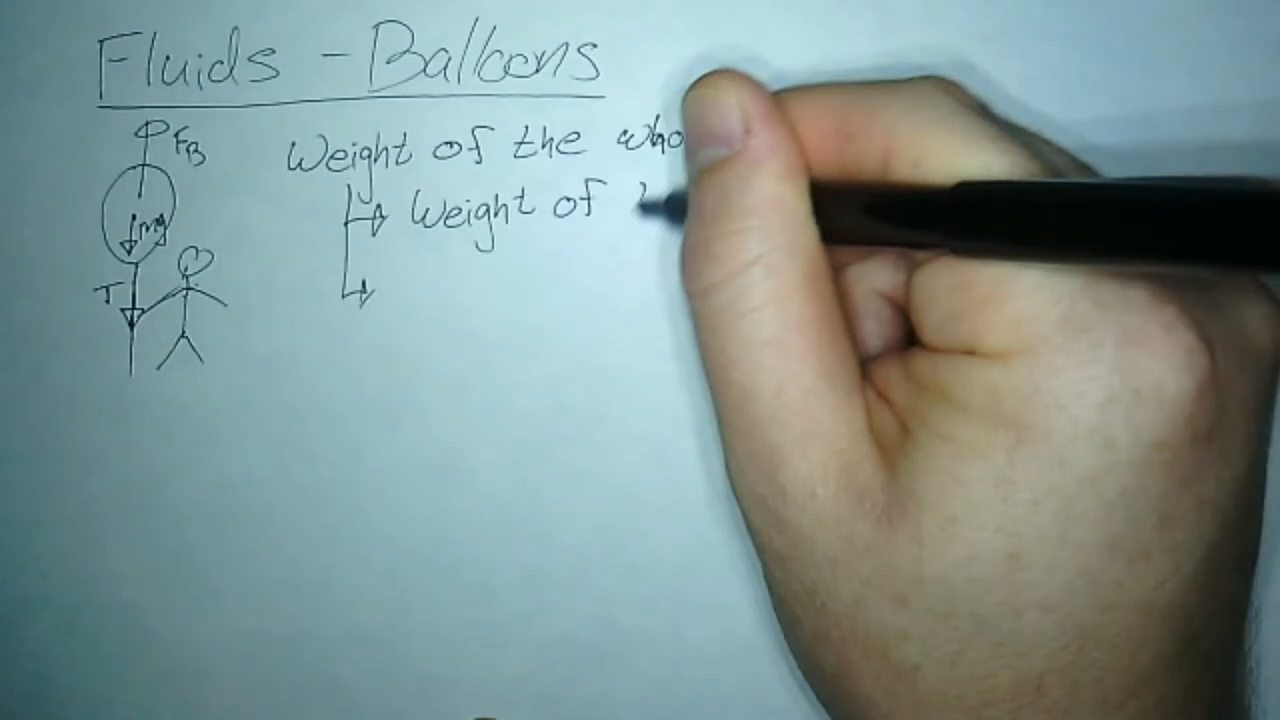 Fluids - Balloons
FB
Weight of the who
mg
Weight of
T